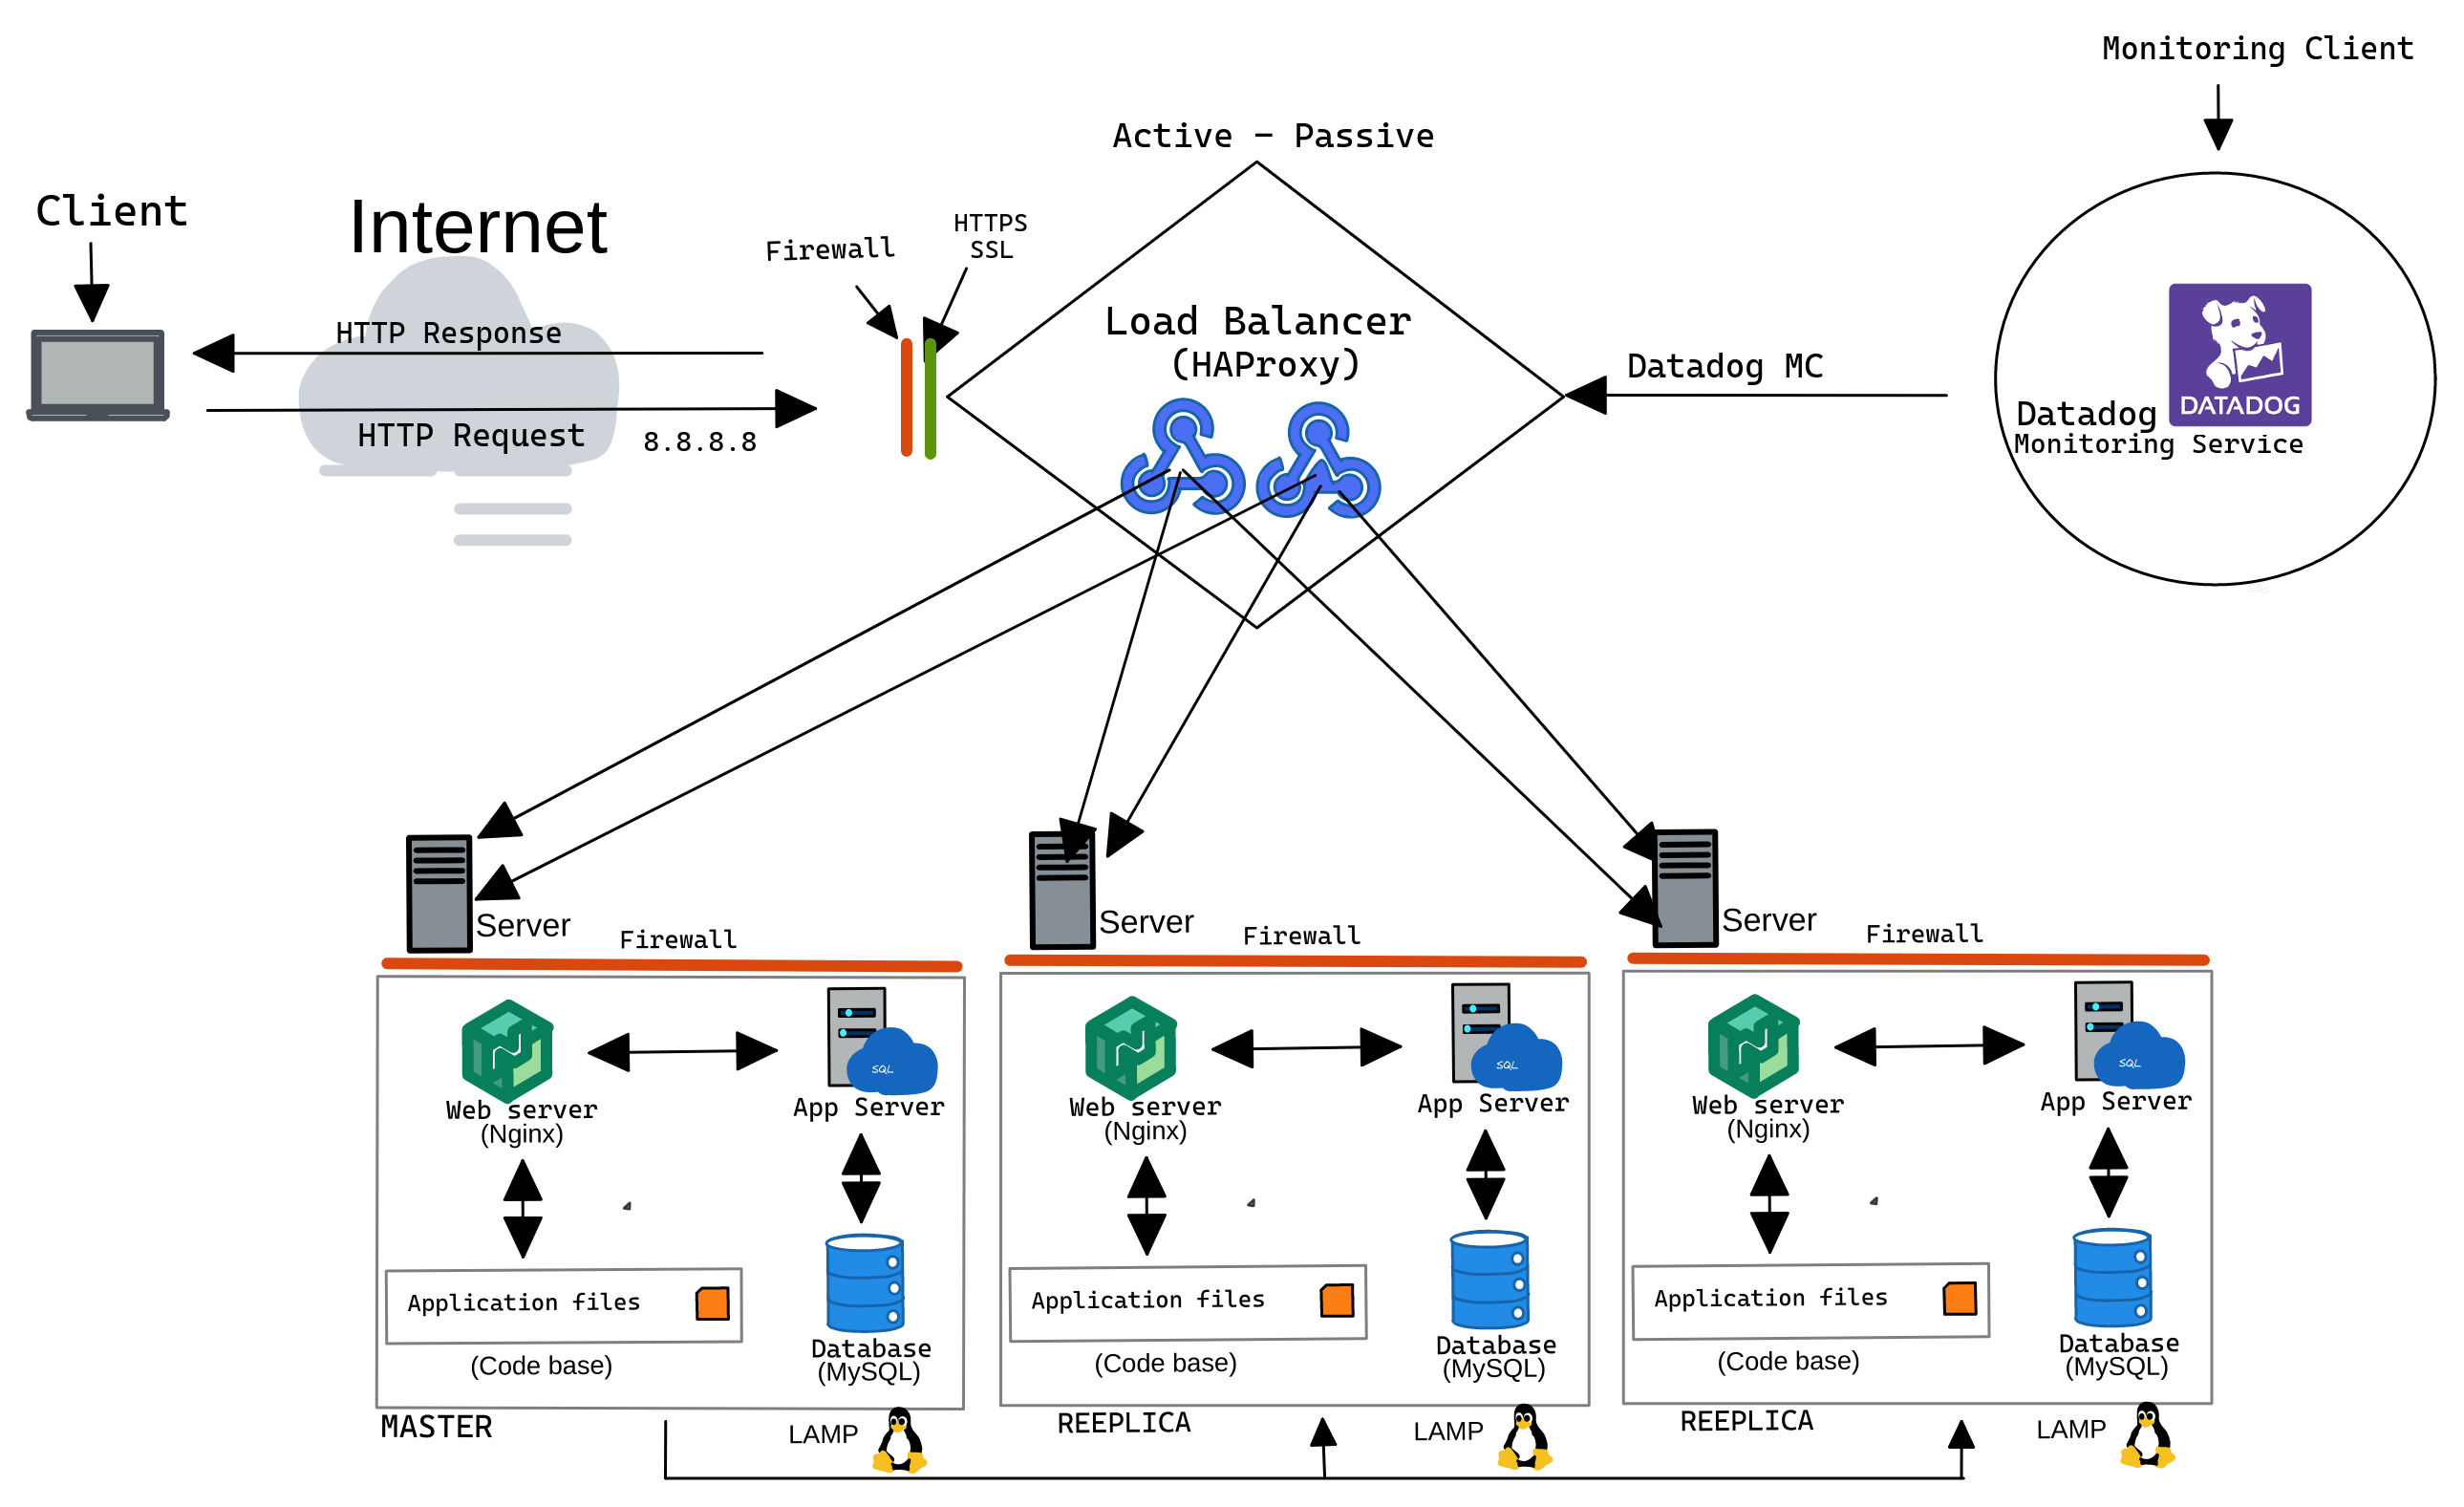 Monitoring Client
Active - Passive
Client
Internet
HTTPS
SSL
Firewall
HTTP Response
Load Balancer
(HAProxy)
Datadog MC
DATADOG
Datadog
Monitoring Service
HTTP Request
8.8.8.8
Server
Firewall
Server
Firewall
Server
Firewall
SQL
Web server
(Nginx)
App Server
SQL
Web server
(Nginx)
App Server
SQL
Web server
(Nginx)
App Server
Application files
(Code base)
Database
(MySQL)
Application files
(Code base)
Database
(MySQL)
Application files
(Code base)
Database
(MySQL)
MASTER
LAMP
REEPLICA
LAMP
REEPLICA
LAMP